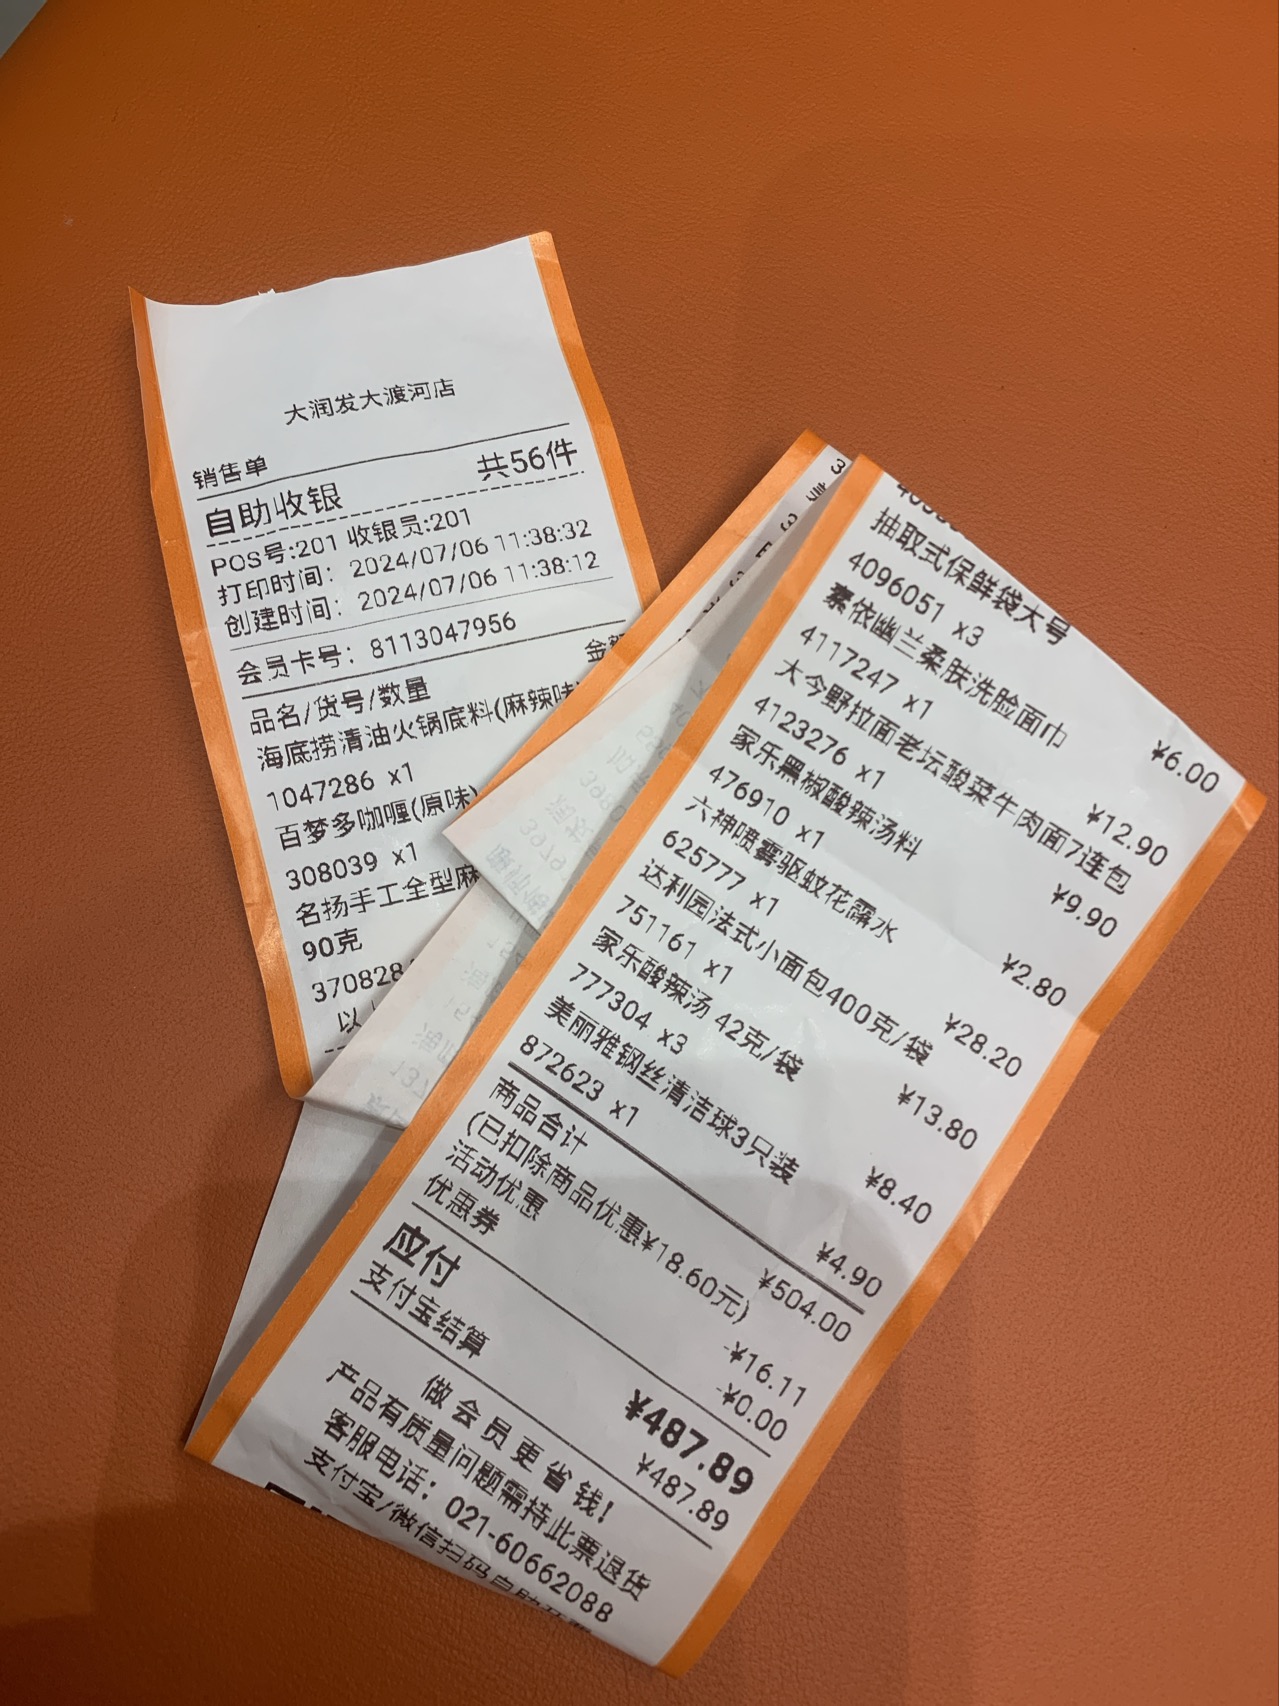 大润发大渡河店
销售单
共56件
自助收银
POS号:201 收银员:201
打印时间： 2024/07/06 11:38:32
创建时间： 2024/07/06 11:38:12
会员卡号：8113047956
品名/货号/数量
海底捞清油火锅底料(麻辣味
1047286 x1
百梦多咖喱(原味)
308039 x1
名扬手工全型麻
90克
370828
抽取式保鲜袋大号
4096051 x3 ¥6.00
素依幽兰柔肤洗脸面巾
4117247 x1 ¥12.90
大今野拉面老坛酸菜牛肉面7连包
4123276 x1 ¥9.90
家乐黑椒酸辣汤料
476910 x1 ¥2.80
六神喷雾驱蚊花露水
625777 x1 ¥28.20
达利园法式小面包400克/袋
751161 x1 ¥13.80
家乐酸辣汤 42克/袋
777304 x3 ¥8.40
美丽雅钢丝清洁球3只装
872623 x1 ¥4.90
商品合计 ¥504.00
(已扣除商品优惠¥18.60元)
活动优惠 -¥16.11
优惠券 -¥0.00
应付 ¥487.89
支付宝结算 ¥487.89
做会员更省钱!
产品有质量问题需持此票退货
客服电话：021-60662088
支付宝/微信扫码自助